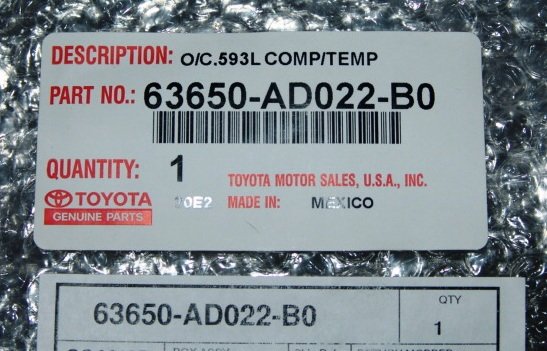 DESCRIPTION: O/C.593L COMP/TEMP
PART NO.: 63650-AD022-B0
QUANTITY: 1
TOYOTA MOTOR SALES, U.S.A., INC.
TOYOTA 20E2 MADE IN: MEXICO
GENUINE PARTS
63650-AD022-B0
QTY
1